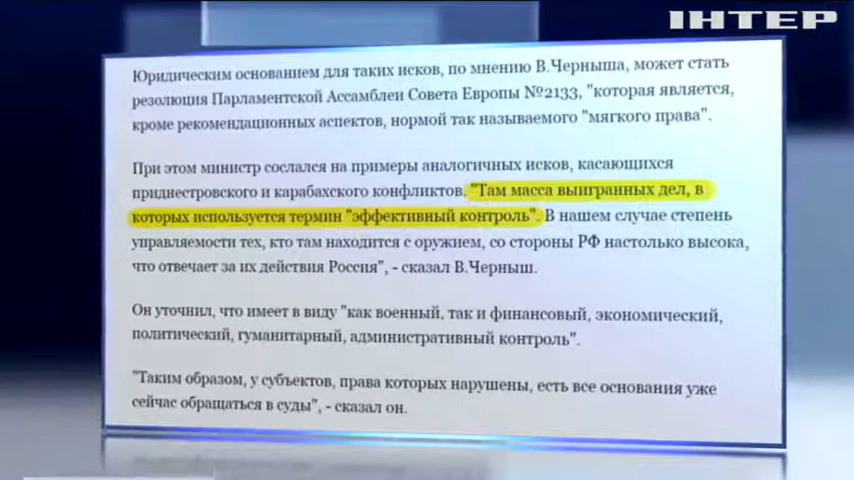 ІНТЕР
Юридическим основанием для таких исков, по мнению В.Черныша, может стать
резолюция Парламентской Ассамблеи Совета Европы №2133, "которая является,
кроме рекомендационных аспектов, нормой так называемого "мягкого права".
При этом министр сослался на примеры аналогичных исков, касающихся
приднестровского и карабахского конфликтов. "Там масса выигранных дел, в
которых используется термин "эффективный контроль". В нашем случае степень
управляемости тех, кто там находится с оружием, со стороны РФ настолько высока,
что отвечает за их действия Россия", - сказал В.Черныш.
Он уточнил, что имеет в виду "как военный, так и финансовый, экономический,
политический, гуманитарный, административный контроль".
"Таким образом, у субъектов, права которых нарушены, есть все основания уже
сейчас обращаться в суды", - сказал он.